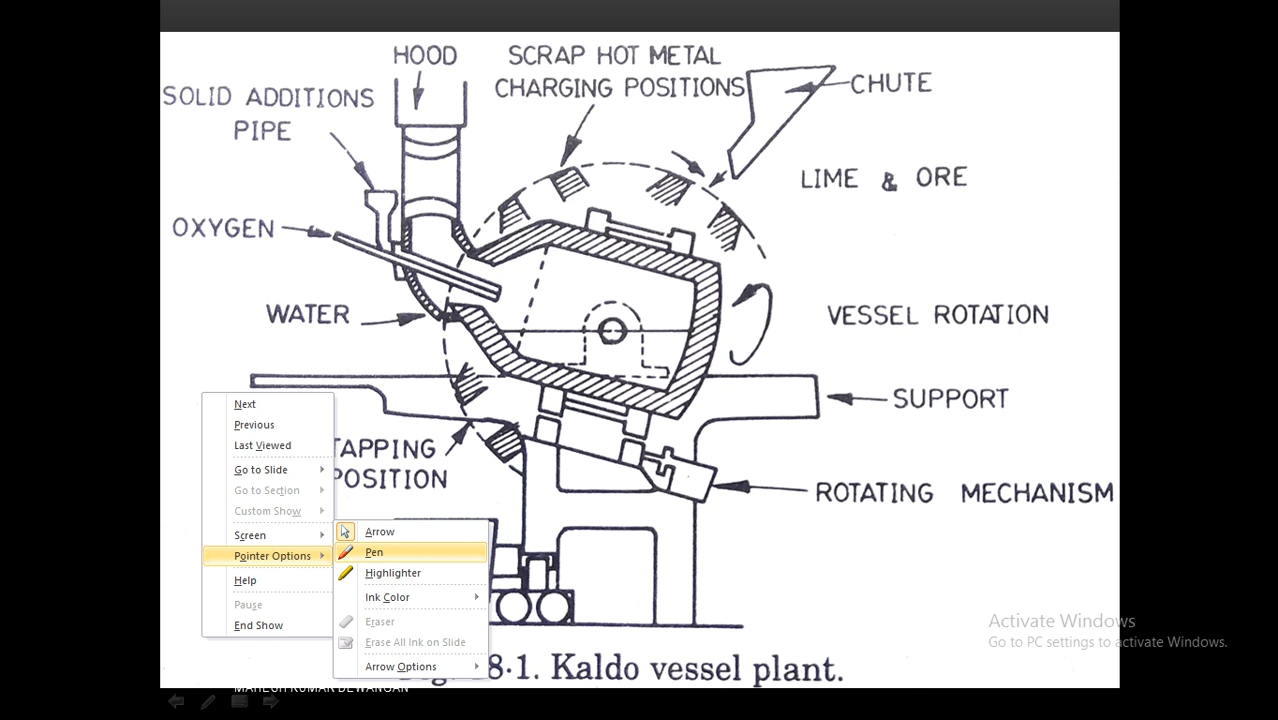 HOOD
SCRAP HOT METAL
CHARGING POSITIONS
CHUTE
SOLID ADDITIONS
PIPE
LIME & ORE
OXYGEN
WATER
VESSEL ROTATION
SUPPORT
TAPPING
POSITION
ROTATING MECHANISM
8·1. Kaldo vessel plant.
Next
Previous
Last Viewed
Go to Slide
Go to Section
Custom Show
Screen
Pointer Options
Help
Pause
End Show
Arrow
Pen
Highlighter
Ink Color
Eraser
Erase All Ink on Slide
Arrow Options
Activate Windows
Go to PC settings to activate Windows.
MAHESH KUMAR DEWANGAN